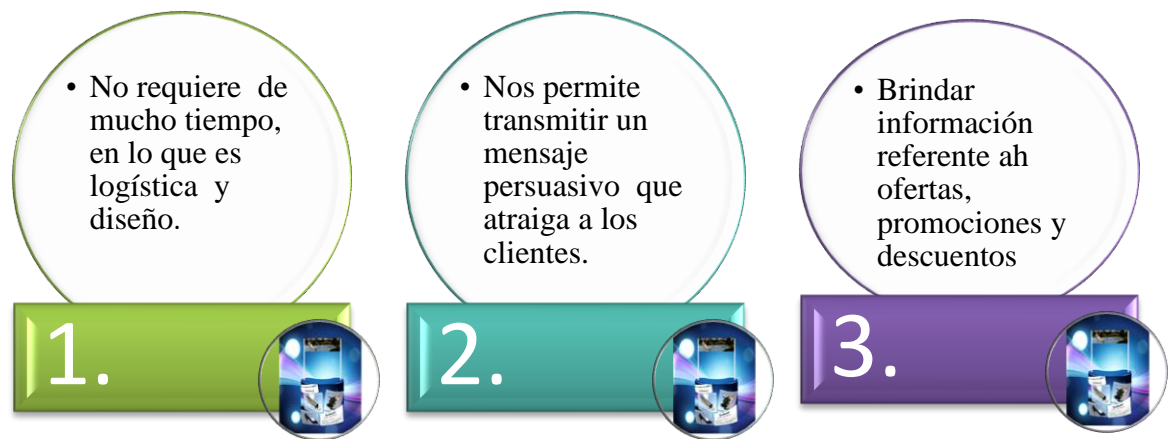 • No requiere de
mucho tiempo,
en lo que es
logística y
diseño.
1.
• Nos permite
transmitir un
mensaje
persuasivo que
atraiga a los
clientes.
2.
• Brindar
información
referente ah
ofertas,
promociones y
descuentos
3.